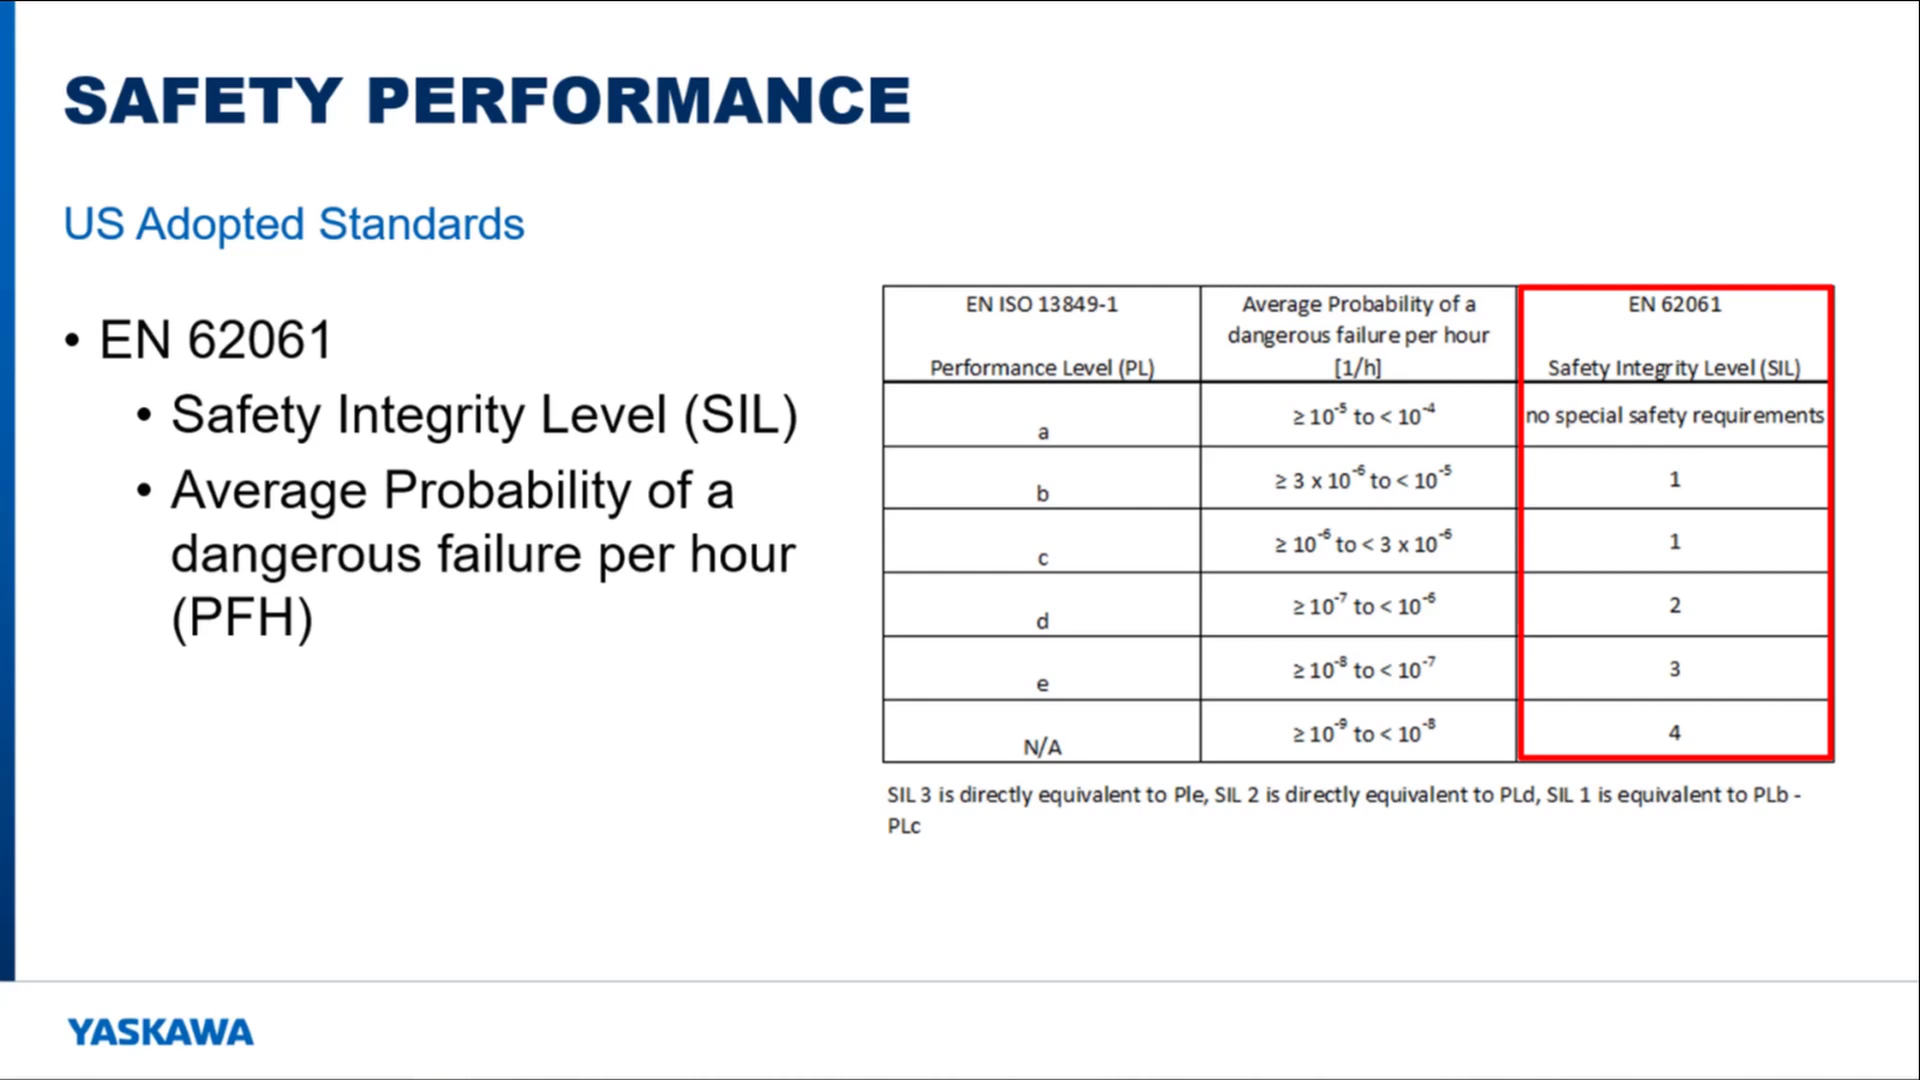 SAFETY PERFORMANCE
US Adopted Standards
• EN 62061
• Safety Integrity Level (SIL)
• Average Probability of a
dangerous failure per hour
(PFH)
EN ISO 13849-1
Performance Level (PL)
Average Probability of a
dangerous failure per hour
[1/h]
EN 62061
Safety Integrity Level (SIL)
a
≥ 10⁻⁵ to < 10⁻⁴
no special safety requirements
b
≥ 3 x 10⁻⁶ to < 10⁻⁵
1
c
≥ 10⁻⁶ to < 3 x 10⁻⁶
1
d
≥ 10⁻⁷ to < 10⁻⁶
2
e
≥ 10⁻⁸ to < 10⁻⁷
3
N/A
≥ 10⁻⁹ to < 10⁻⁸
4
SIL 3 is directly equivalent to Ple, SIL 2 is directly equivalent to PLd, SIL 1 is equivalent to PLb -
PLc
YASKAWA